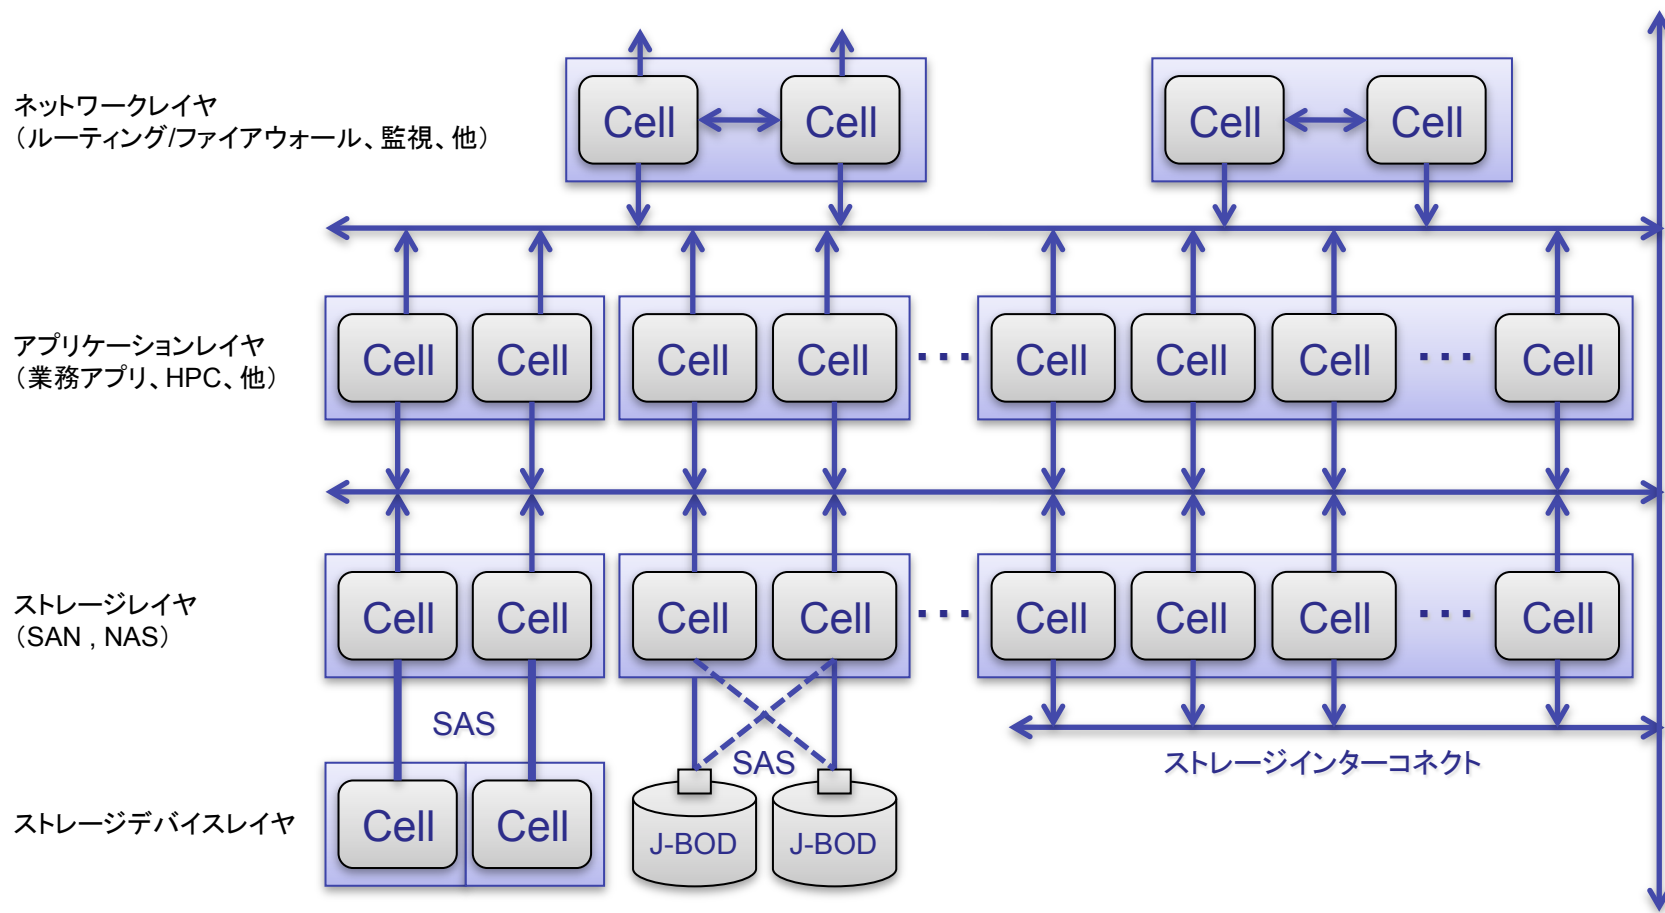 Cell Cell Cell Cell
ネットワークレイヤ
（ルーティング/ファイアウォール、監視、他）
アプリケーションレイヤ
（業務アプリ、HPC、他）
Cell Cell Cell Cell ··· Cell Cell Cell ··· Cell
ストレージレイヤ
（SAN , NAS）
Cell Cell Cell Cell ··· Cell Cell Cell ··· Cell
SAS
SAS
ストレージインターコネクト
ストレージデバイスレイヤ
Cell Cell
J-BOD J-BOD